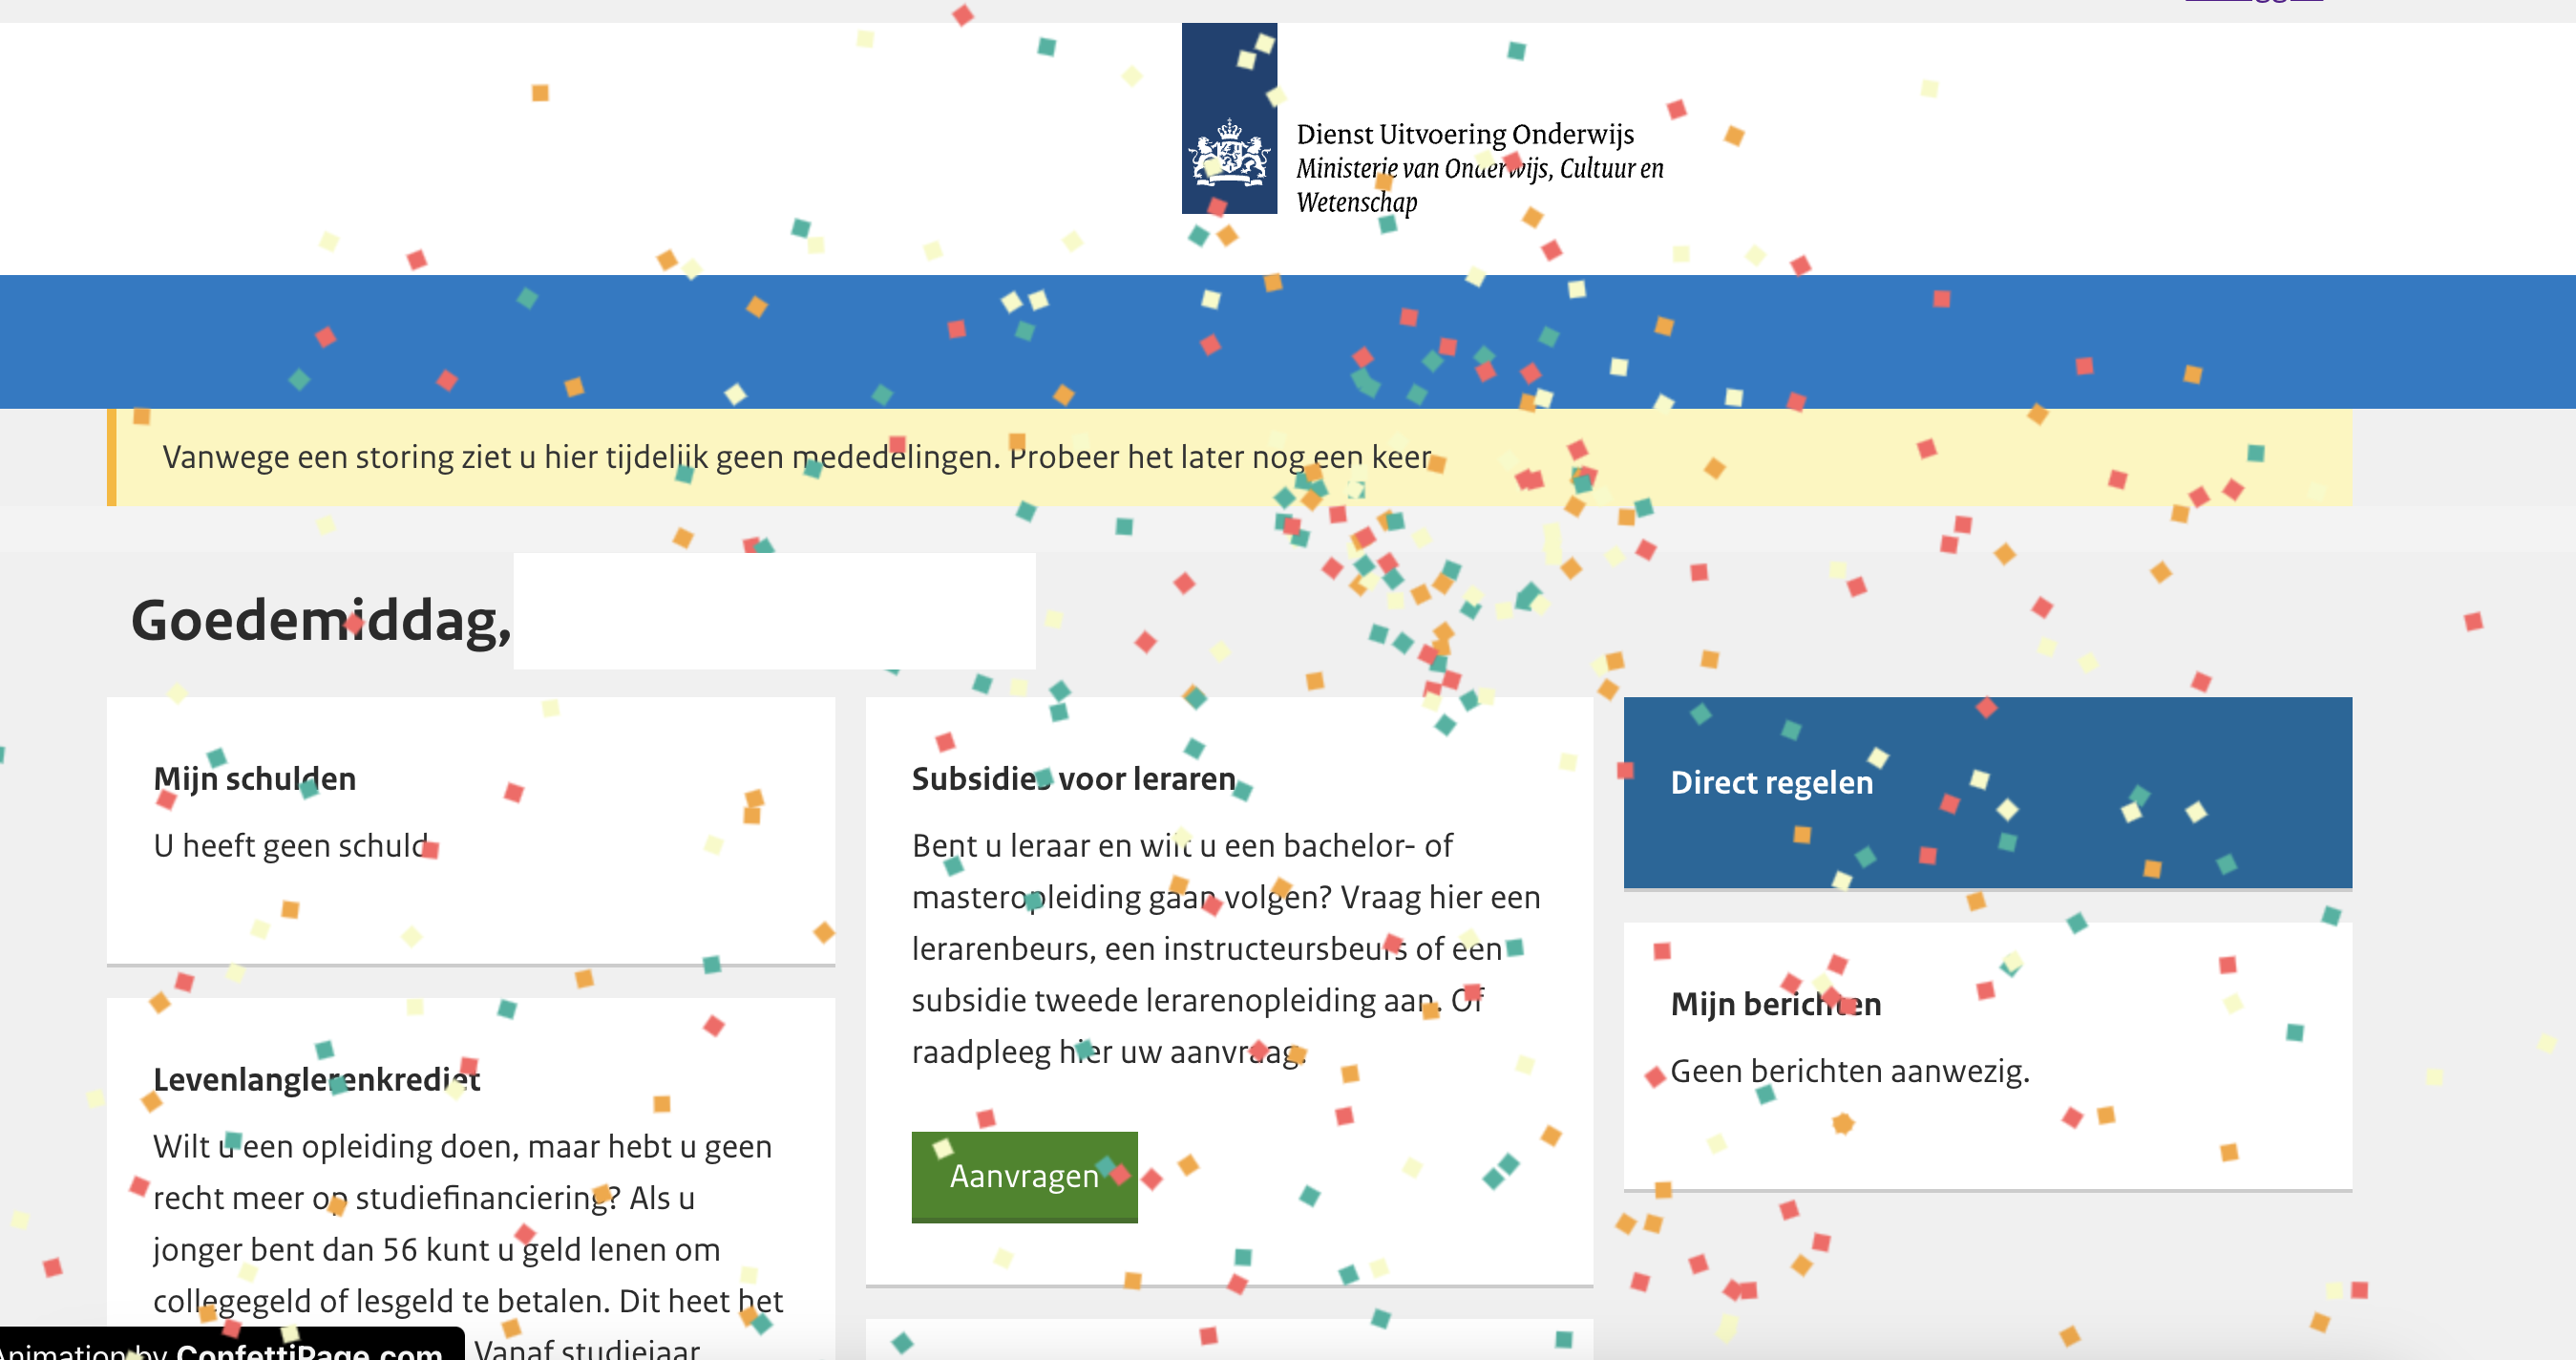 Dienst Uitvoering Onderwijs
Ministerie van Onderwijs, Cultuur en
Wetenschap
Vanwege een storing ziet u hier tijdelijk geen mededelingen. Probeer het later nog een keer
Goedemiddag,
Mijn schulden
U heeft geen schuld
Levenlanglerenkrediet
Wilt u een opleiding doen, maar hebt u geen
recht meer op studiefinanciering? Als u
jonger bent dan 56 kunt u geld lenen om
collegegeld of lesgeld te betalen. Dit heet het
Vanaf studiejaar
Subsidies voor leraren
Bent u leraar en wilt u een bachelor- of
masteropleiding gaan volgen? Vraag hier een
lerarenbeurs, een instructeursbeurs of een
subsidie tweede lerarenopleiding aan. Of
raadpleeg hier uw aanvraag.
Aanvragen
Direct regelen
Mijn berichten
Geen berichten aanwezig.
Animation by ConfettiPage.com